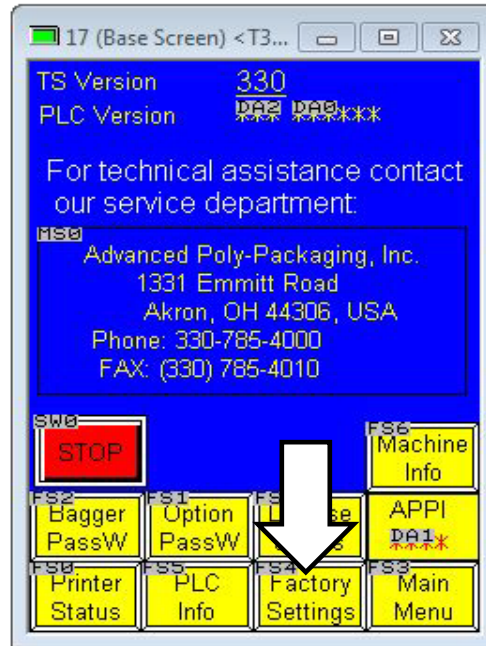 17 (Base Screen) <T3...
TS Version 330
PLC Version DA2 *** DA0 *****
For technical assistance contact
our service department:
MS0
Advanced Poly-Packaging, Inc.
1331 Emmitt Road
Akron, OH 44306, USA
Phone: 330-785-4000
FAX: (330) 785-4010
SW0
STOP
FS6
Machine
Info
FS2
Bagger
PassW
FS1
Option
PassW
FS
se
s
APPI
DA1
FS0
Printer
Status
FS5
PLC
Info
FS4
Factory
Settings
FS3
Main
Menu